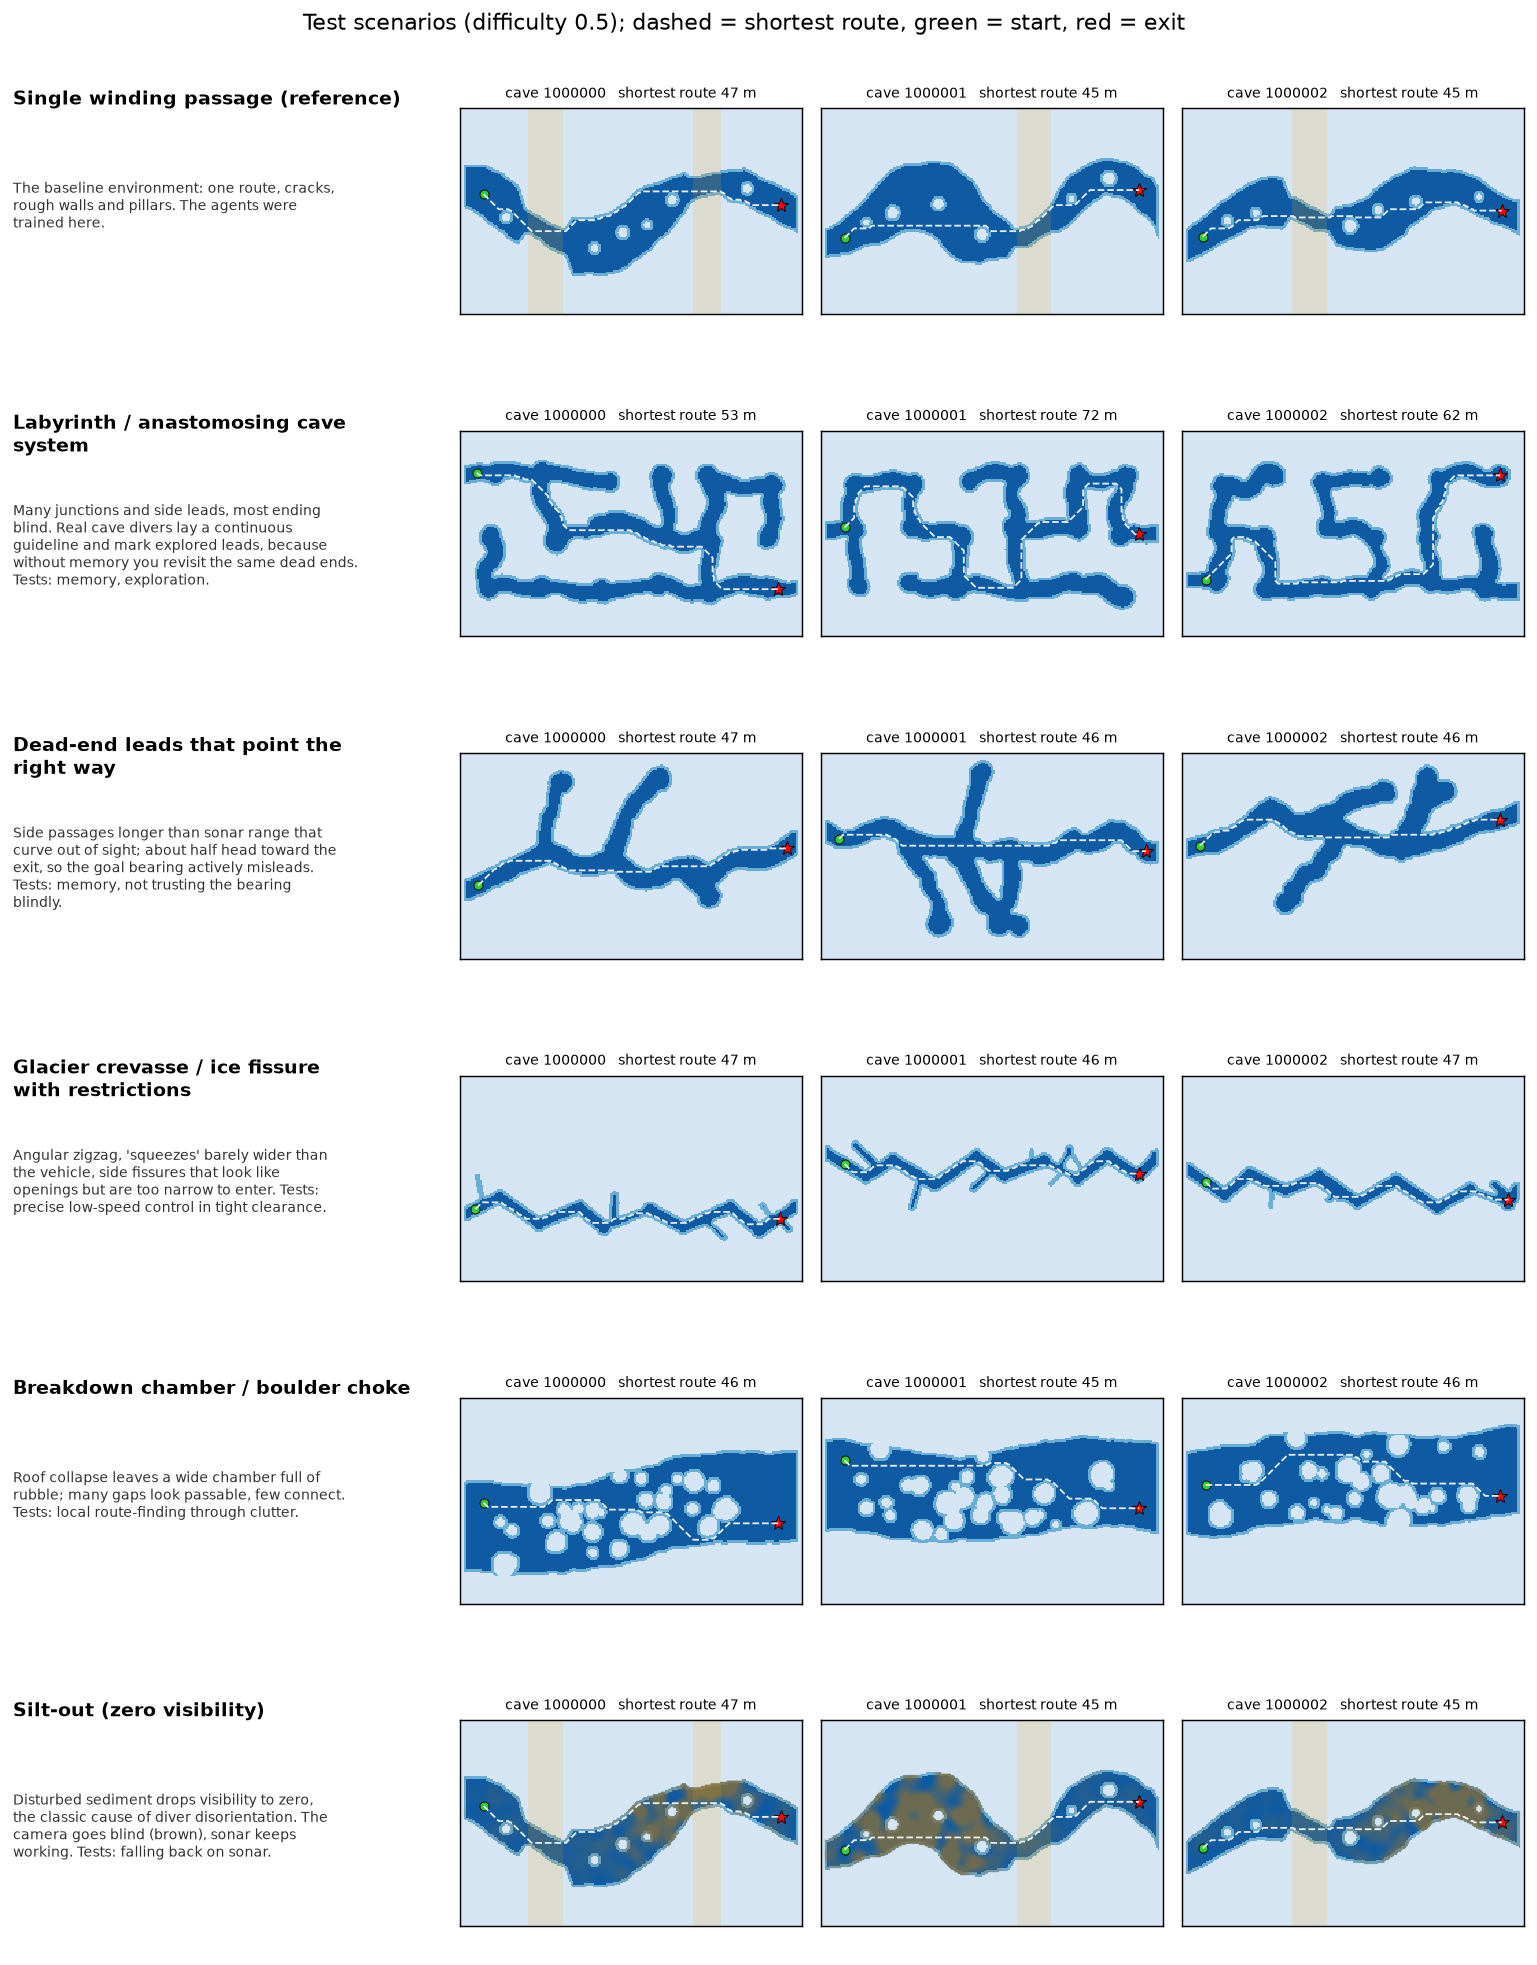 Test scenarios (difficulty 0.5); dashed = shortest route, green = start, red = exit
Single winding passage (reference)
The baseline environment: one route, cracks,
rough walls and pillars. The agents were
trained here.
cave 1000000   shortest route 47 m
cave 1000001   shortest route 45 m
cave 1000002   shortest route 45 m
Labyrinth / anastomosing cave
system
Many junctions and side leads, most ending
blind. Real cave divers lay a continuous
guideline and mark explored leads, because
without memory you revisit the same dead ends.
Tests: memory, exploration.
cave 1000000   shortest route 53 m
cave 1000001   shortest route 72 m
cave 1000002   shortest route 62 m
Dead-end leads that point the
right way
Side passages longer than sonar range that
curve out of sight; about half head toward the
exit, so the goal bearing actively misleads.
Tests: memory, not trusting the bearing
blindly.
cave 1000000   shortest route 47 m
cave 1000001   shortest route 46 m
cave 1000002   shortest route 46 m
Glacier crevasse / ice fissure
with restrictions
Angular zigzag, 'squeezes' barely wider than
the vehicle, side fissures that look like
openings but are too narrow to enter. Tests:
precise low-speed control in tight clearance.
cave 1000000   shortest route 47 m
cave 1000001   shortest route 46 m
cave 1000002   shortest route 47 m
Breakdown chamber / boulder choke
Roof collapse leaves a wide chamber full of
rubble; many gaps look passable, few connect.
Tests: local route-finding through clutter.
cave 1000000   shortest route 46 m
cave 1000001   shortest route 45 m
cave 1000002   shortest route 46 m
Silt-out (zero visibility)
Disturbed sediment drops visibility to zero,
the classic cause of diver disorientation. The
camera goes blind (brown), sonar keeps
working. Tests: falling back on sonar.
cave 1000000   shortest route 47 m
cave 1000001   shortest route 45 m
cave 1000002   shortest route 45 m